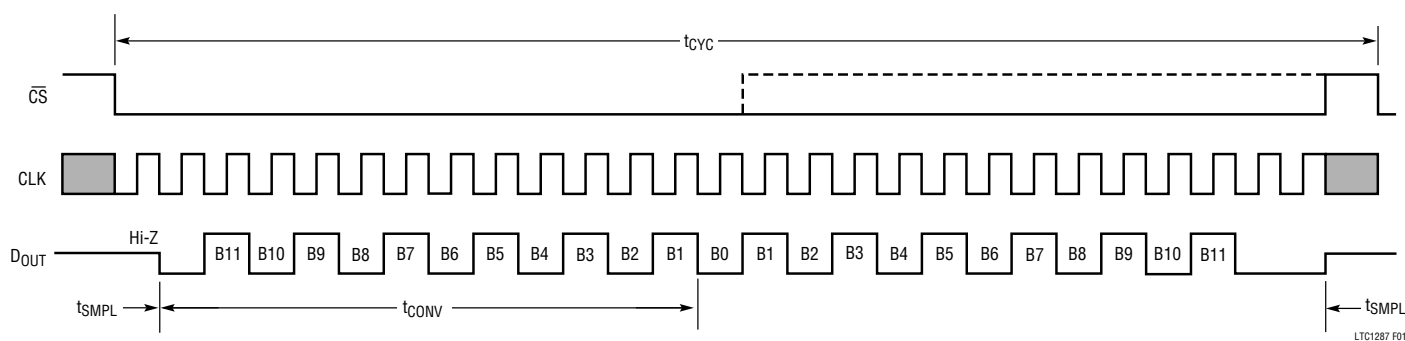 tCYC
CS
CLK
Hi-Z
DOUT
B11 B10 B9 B8 B7 B6 B5 B4 B3 B2 B1 B0 B1 B2 B3 B4 B5 B6 B7 B8 B9 B10 B11
tSMPL tCONV tSMPL
LTC1287 F01